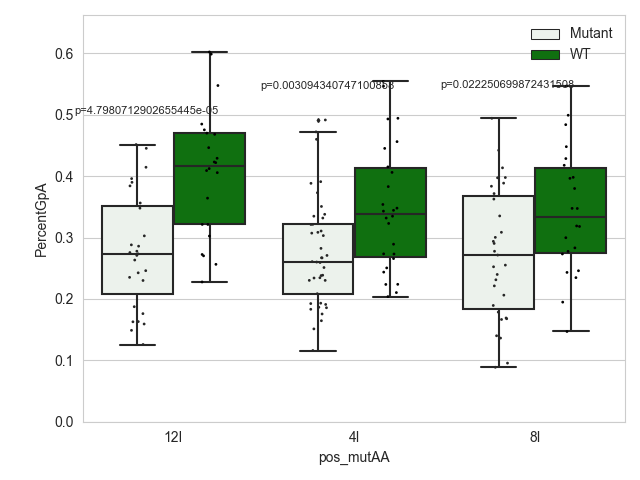 Mutant
WT
0.6
0.5
0.4
0.3
0.2
0.1
0.0
PercentGpA
p=4.7980712902655445e-05
p=0.003094340747100858
p=0.022250699872431508
12I
4I
8I
pos_mutAA